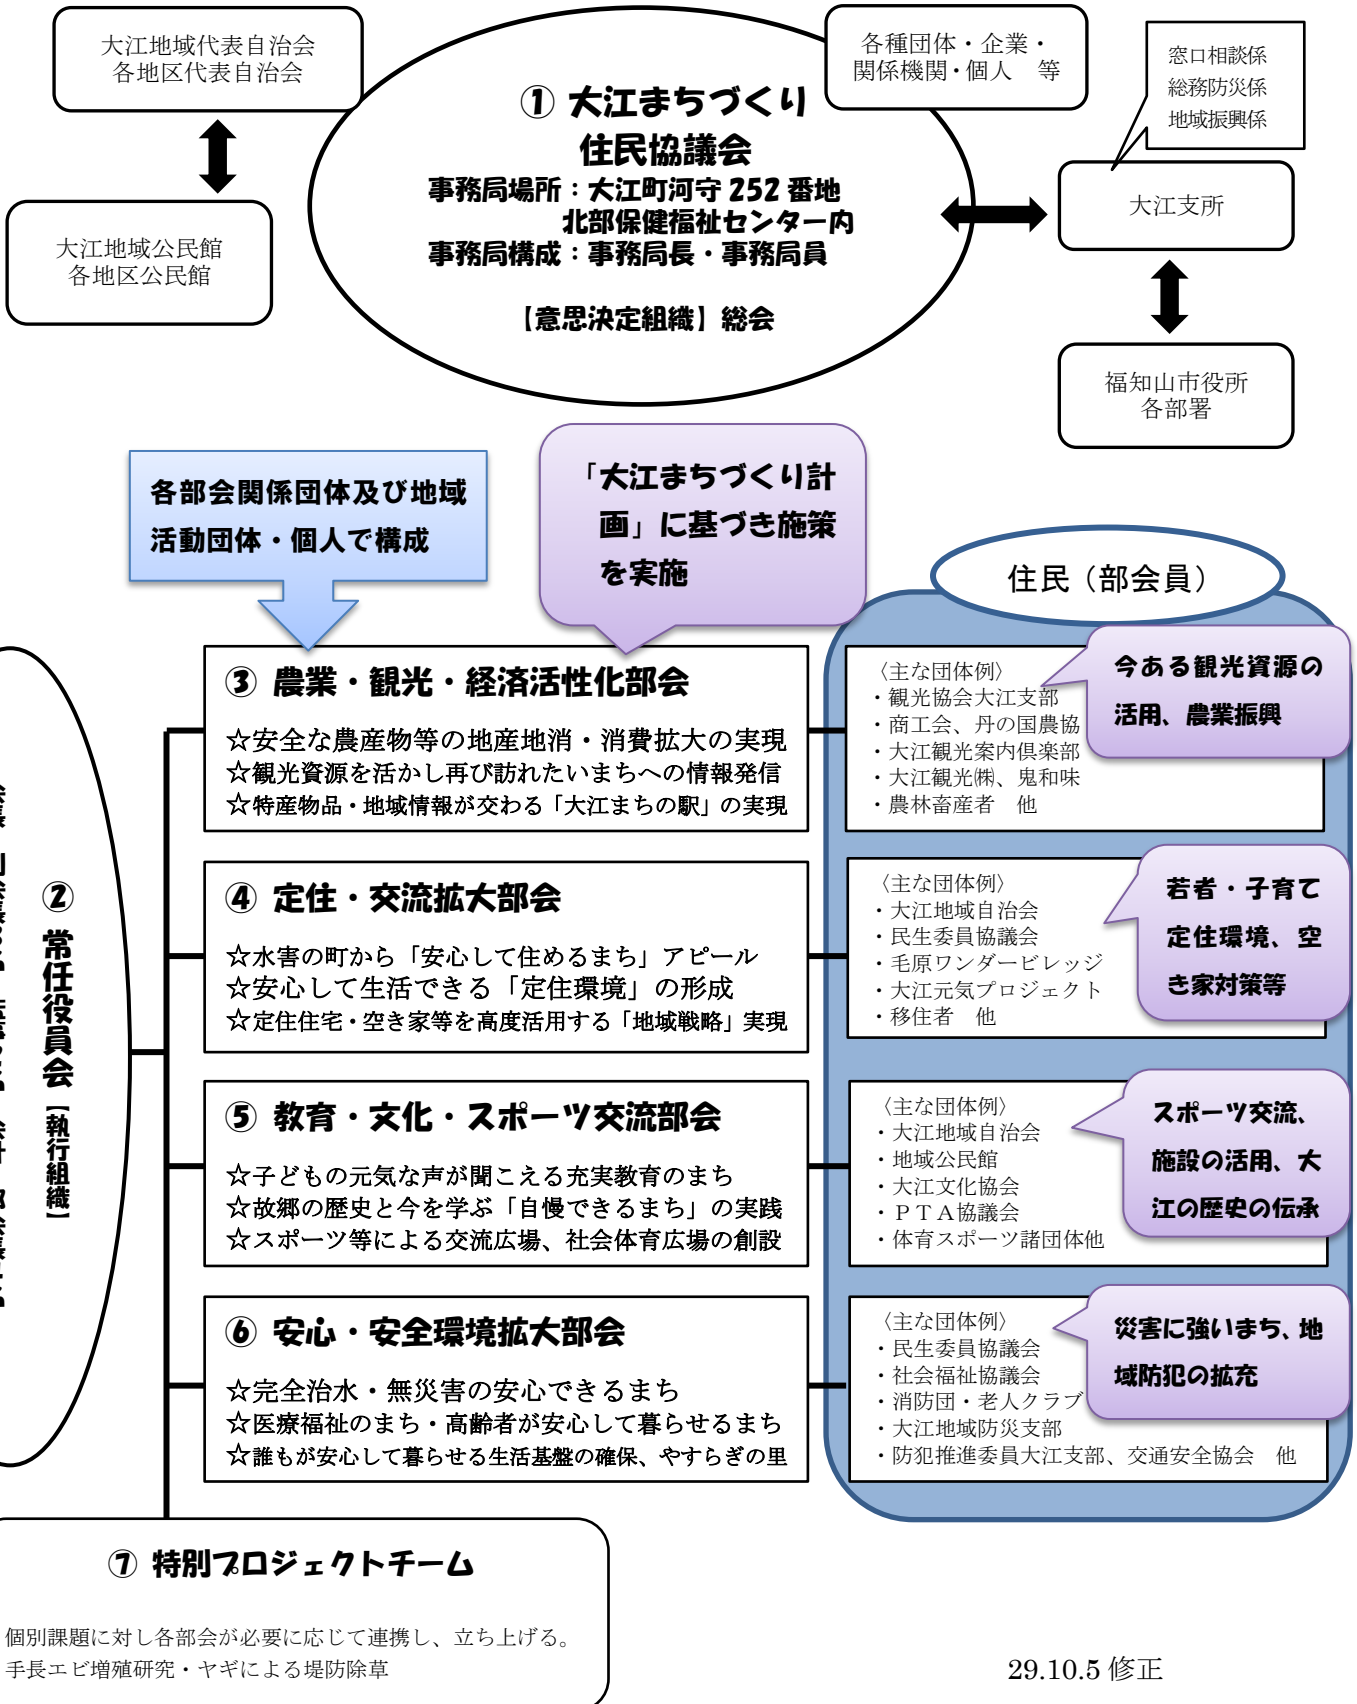 大江地域代表自治会
各地区代表自治会
各種団体・企業・
関係機関・個人　等
窓口相談係
総務防災係
地域振興係
① 大江まちづくり
住民協議会
事務局場所：大江町河守 252 番地
北部保健福祉センター内
事務局構成：事務局長・事務局員
【意思決定組織】総会
大江地域公民館
各地区公民館
大江支所
福知山市役所
各部署
各部会関係団体及び地域
活動団体・個人で構成
「大江まちづくり計
画」に基づき施策
を実施
住民（部会員）
② 常任役員会【執行組織】
③ 農業・観光・経済活性化部会
☆安全な農産物等の地産地消・消費拡大の実現
☆観光資源を活かし再び訪れたいまちへの情報発信
☆特産物品・地域情報が交わる「大江まちの駅」の実現
〈主な団体例〉
・観光協会大江支部
・商工会、丹の国農協
・大江観光案内倶楽部
・大江観光㈱、鬼和味
・農林畜産者　他
今ある観光資源の
活用、農業振興
④ 定住・交流拡大部会
☆水害の町から「安心して住めるまち」アピール
☆安心して生活できる「定住環境」の形成
☆定住住宅・空き家等を高度活用する「地域戦略」実現
〈主な団体例〉
・大江地域自治会
・民生委員協議会
・毛原ワンダービレッジ
・大江元気プロジェクト
・移住者　他
若者・子育て
定住環境、空
き家対策等
⑤ 教育・文化・スポーツ交流部会
☆子どもの元気な声が聞こえる充実教育のまち
☆故郷の歴史と今を学ぶ「自慢できるまち」の実践
☆スポーツ等による交流広場、社会体育広場の創設
〈主な団体例〉
・大江地域自治会
・地域公民館
・大江文化協会
・ＰＴＡ協議会
・体育スポーツ諸団体他
スポーツ交流、
施設の活用、大
江の歴史の伝承
⑥ 安心・安全環境拡大部会
☆完全治水・無災害の安心できるまち
☆医療福祉のまち・高齢者が安心して暮らせるまち
☆誰もが安心して暮らせる生活基盤の確保、やすらぎの里
〈主な団体例〉
・民生委員協議会
・社会福祉協議会
・消防団・老人クラブ
・大江地域防災支部
・防犯推進委員大江支部、交通安全協会　他
災害に強いまち、地
域防犯の拡充
⑦ 特別プロジェクトチーム
個別課題に対し各部会が必要に応じて連携し、立ち上げる。
手長エビ増殖研究・ヤギによる堤防除草
29.10.5 修正